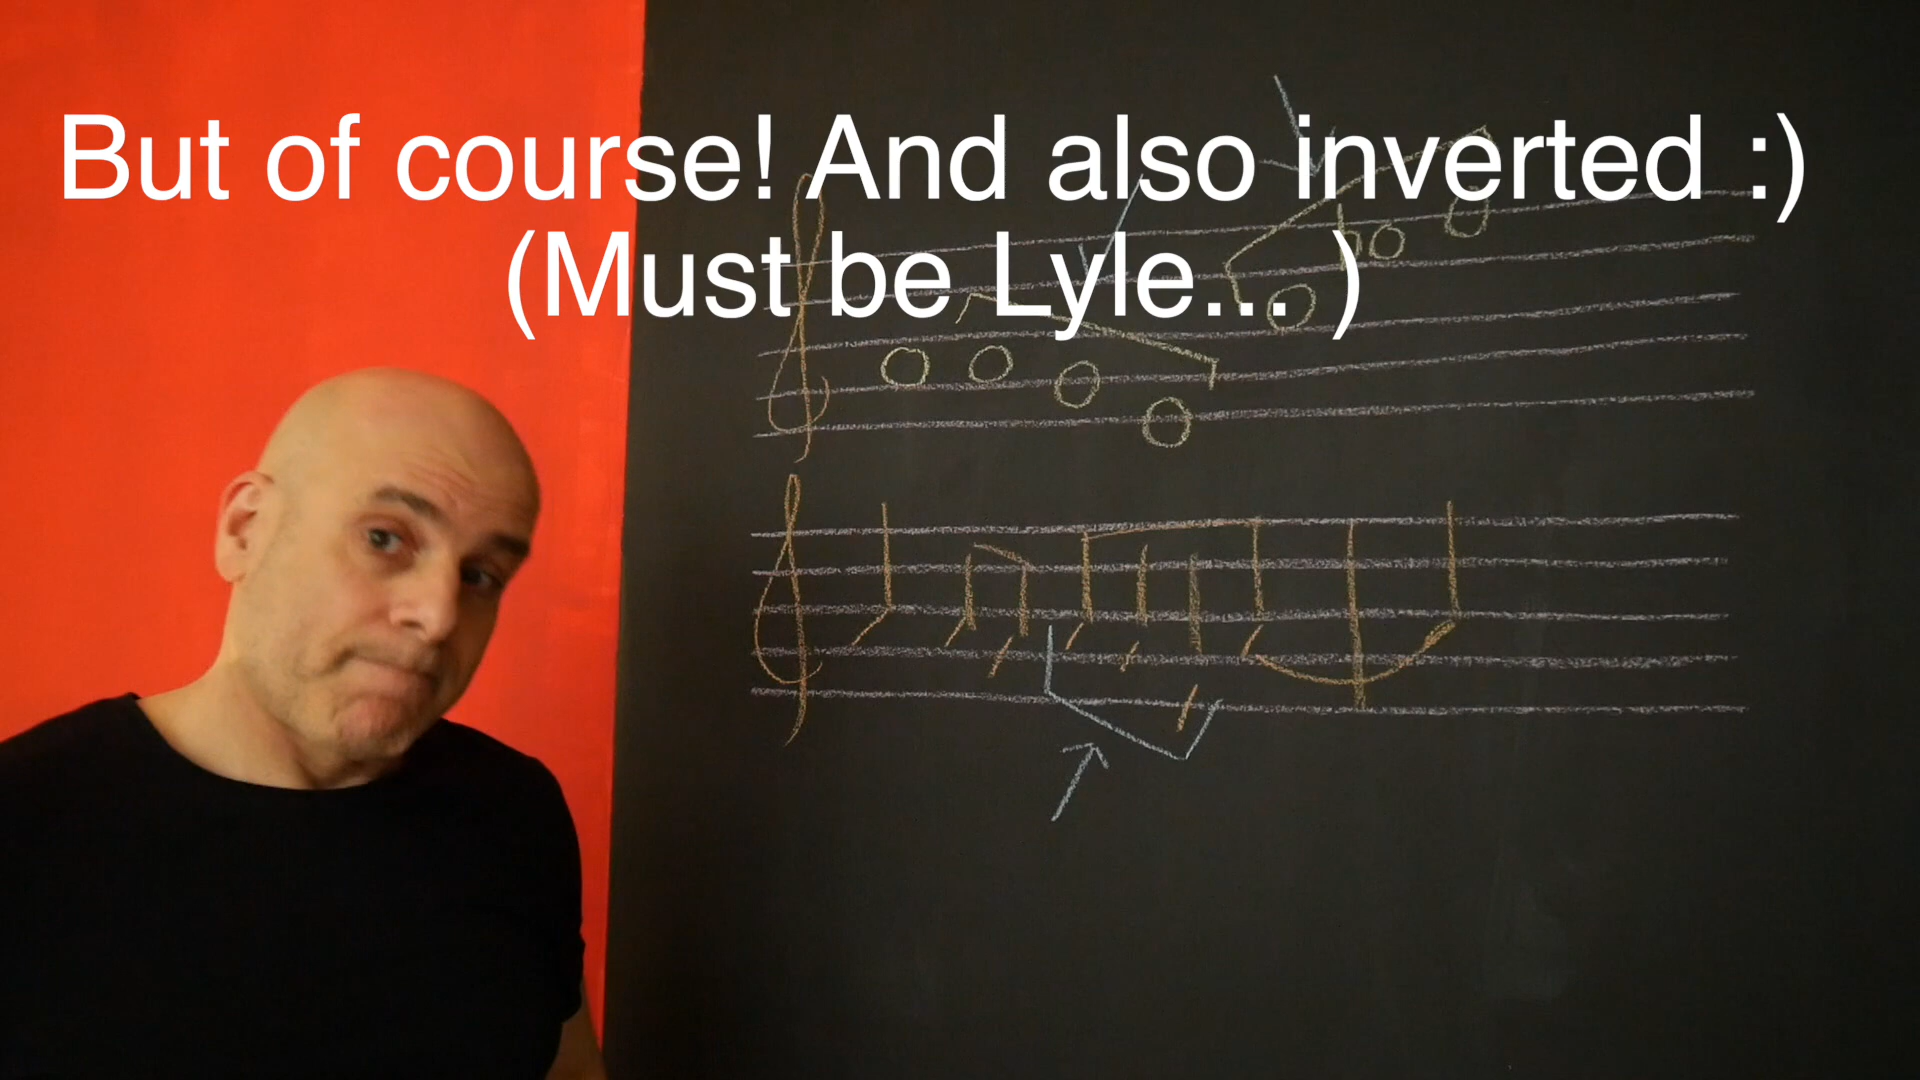 But of course! And also inverted :)
(Must be Lyle... )